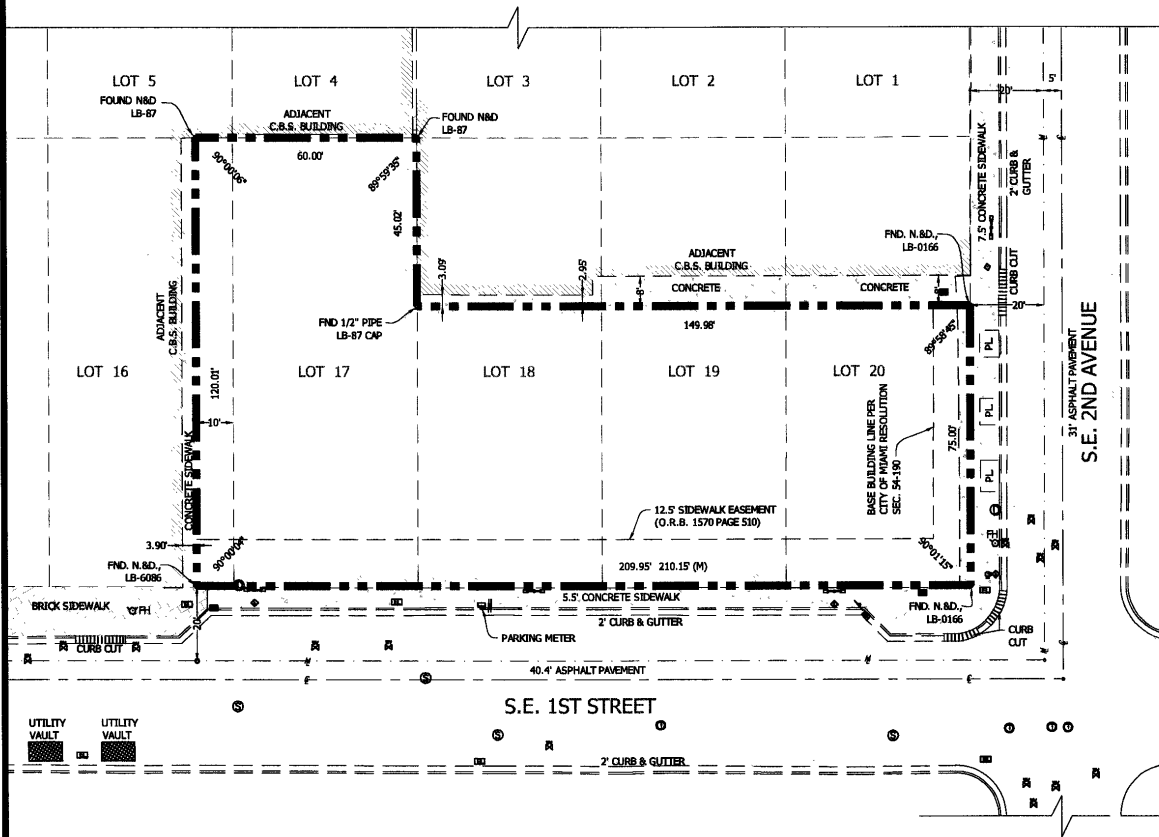 LOT 5
LOT 4
LOT 3
LOT 2
LOT 1
5'
20'
FOUND N&D
LB-87
ADJACENT
C.B.S. BUILDING
FOUND N&D
LB-87
60.00'
90°00'06"
89°59'35"
45.02'
7.5' CONCRETE SIDEWALK
2' CURB &
GUTTER
FND. N.&D.,
LB-0166
CURB CUT
3.09'
2.95'
ADJACENT
C.B.S. BUILDING
8'
CONCRETE
CONCRETE
20'
FND 1/2" PIPE
LB-87 CAP
149.98'
89°58'45"
ADJACENT
C.B.S. BUILDING
PL
LOT 16
LOT 17
LOT 18
LOT 19
LOT 20
120.01'
10'
PL
31' ASPHALT PAVEMENT
S.E. 2ND AVENUE
BASE BUILDING LINE PER
CITY OF MIAMI RESOLUTION
SEC. 54-190
75.00'
PL
CONCRETE SIDEWALK
12.5' SIDEWALK EASEMENT
(O.R.B. 1570 PAGE 510)
3.90'
90°00'04"
90°01'15"
FH
FND. N.&D.,
LB-6086
209.95' 210.15' (M)
5.5' CONCRETE SIDEWALK
BRICK SIDEWALK
FH
20'
2' CURB & GUTTER
FND. N.&D.,
LB-0166
CURB
CUT
CURB CUT
PARKING METER
40.4' ASPHALT PAVEMENT
S.E. 1ST STREET
UTILITY
VAULT
UTILITY
VAULT
2' CURB & GUTTER